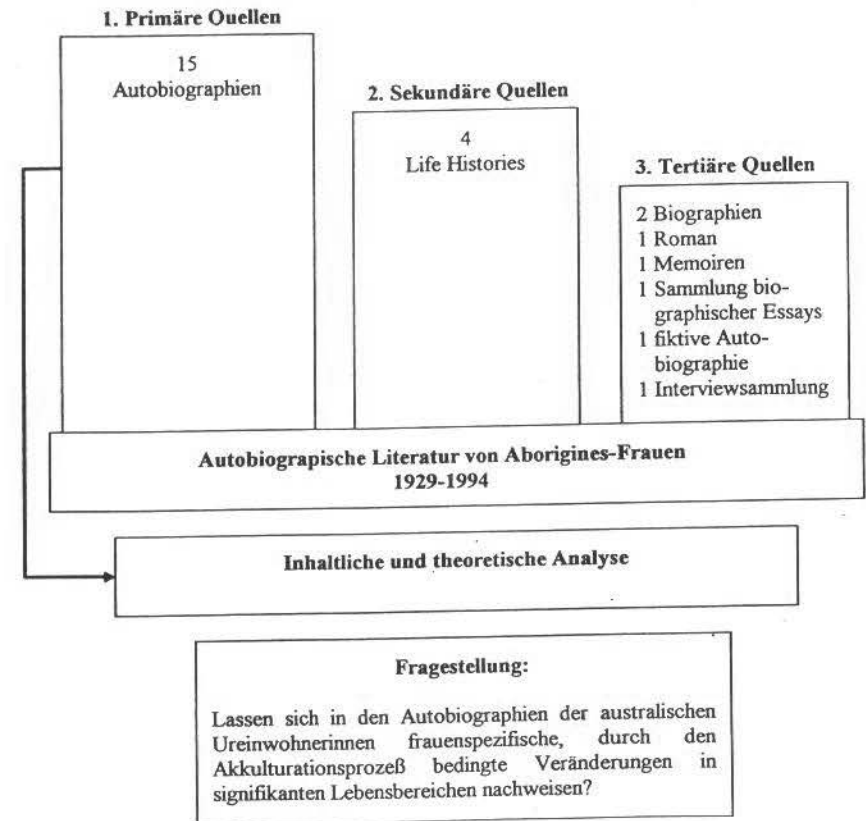 1. Primäre Quellen
15
Autobiographien
2. Sekundäre Quellen
4
Life Histories
3. Tertiäre Quellen
2 Biographien
1 Roman
1 Memoiren
1 Sammlung bio-
graphischer Essays
1 fiktive Auto-
biographie
1 Interviewsammlung
Autobiograpische Literatur von Aborigines-Frauen
1929-1994
Inhaltliche und theoretische Analyse
Fragestellung:
Lassen sich in den Autobiographien der australischen
Ureinwohnerinnen frauenspezifische, durch den
Akkulturationsprozeß bedingte Veränderungen in
signifikanten Lebensbereichen nachweisen?